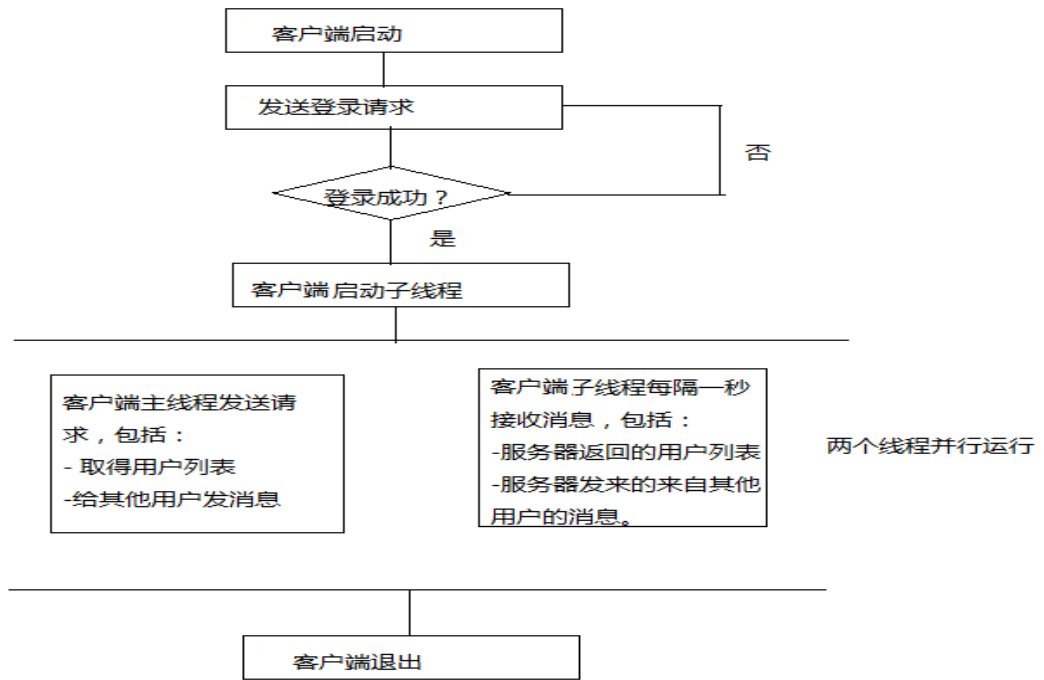 客户端启动
发送登录请求
否
登录成功？
是
客户端启动子线程
客户端主线程发送请
求，包括：
- 取得用户列表
-给其他用户发消息
客户端子线程每隔一秒
接收消息，包括：
-服务器返回的用户列表
-服务器发来的来自其他
用户的消息。
两个线程并行运行
客户端退出